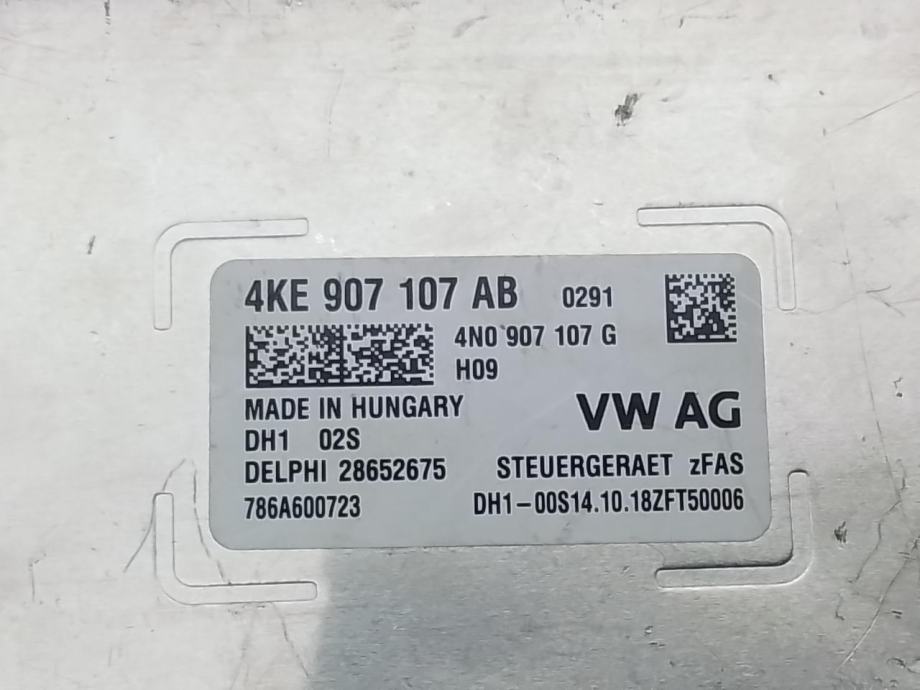 4KE 907 107 AB 0291
4N0 907 107 G
H09
MADE IN HUNGARY
VW AG
DH1 02S
DELPHI 28652675
STEUERGERAET zFAS
786A600723
DH1-00S14.10.18ZFT50006